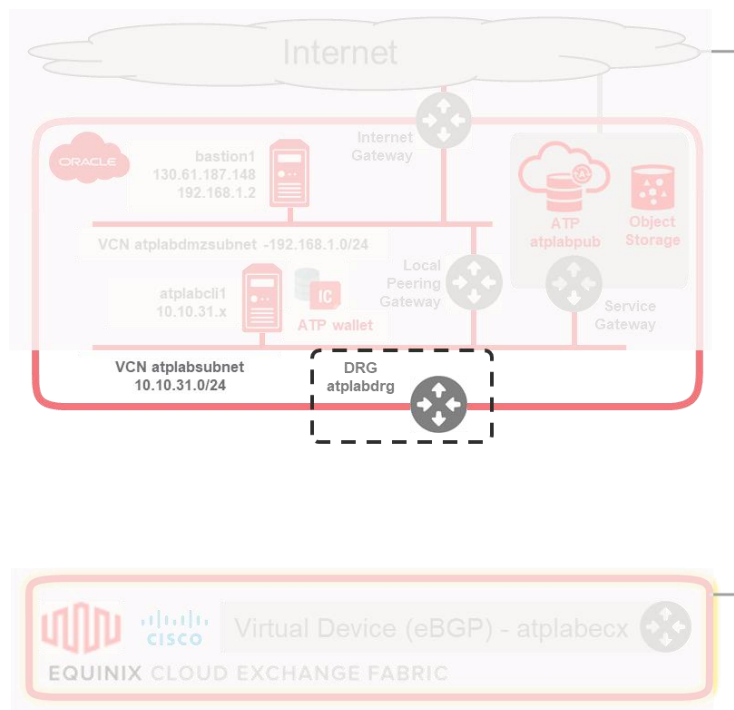 Internet
Internet
Gateway
ORACLE
bastion1
130.61.187.148
192.168.1.2
A
ATP
atplabpub
Object
Storage
VCN atplabdmzsubnet -192.168.1.0/24
Local
Peering
Gateway
atplabcli1
10.10.31.x
IC
ATP wallet
Service
Gateway
VCN atplabsubnet
10.10.31.0/24
DRG
atplabdrg
CISCO
Virtual Device (eBGP) - atplabecx
EQUINIX CLOUD EXCHANGE FABRIC